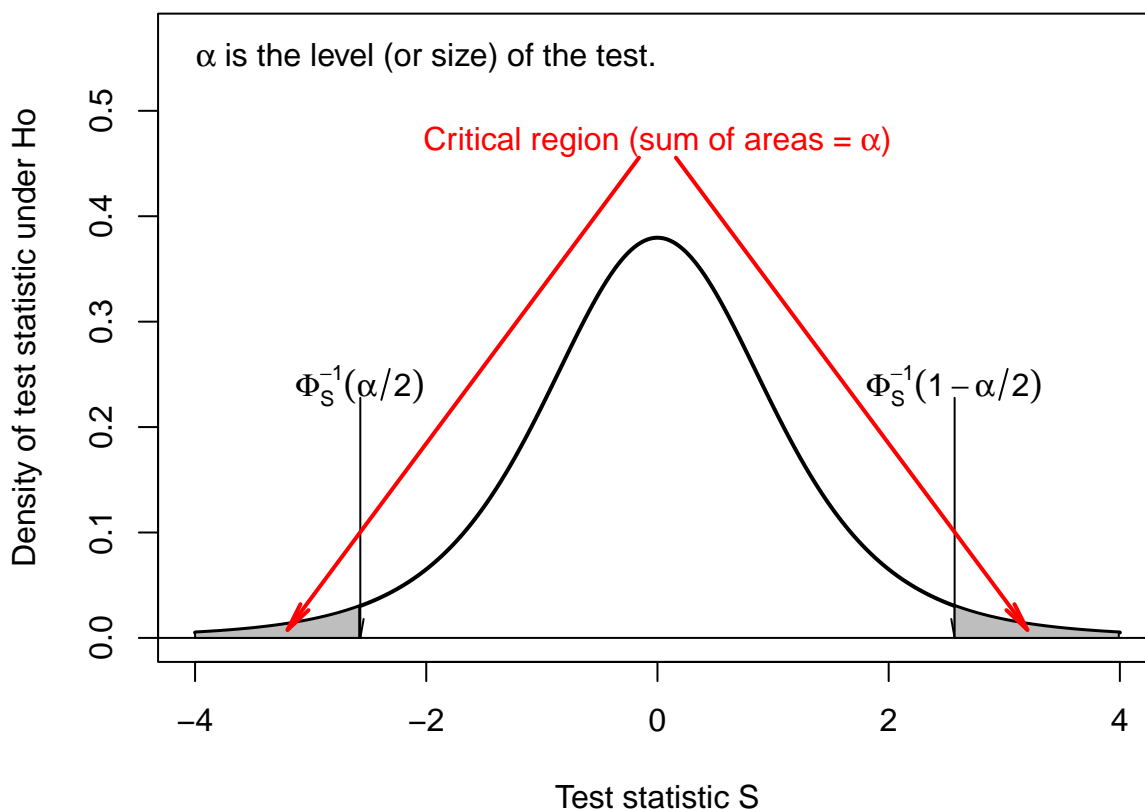 α is the level (or size) of the test.
Critical region (sum of areas = α)
Φ_S^−1(α/2)
Φ_S^−1(1 − α/2)
Density of test statistic under Ho
0.5
0.4
0.3
0.2
0.1
0.0
−4 −2 0 2 4
Test statistic S